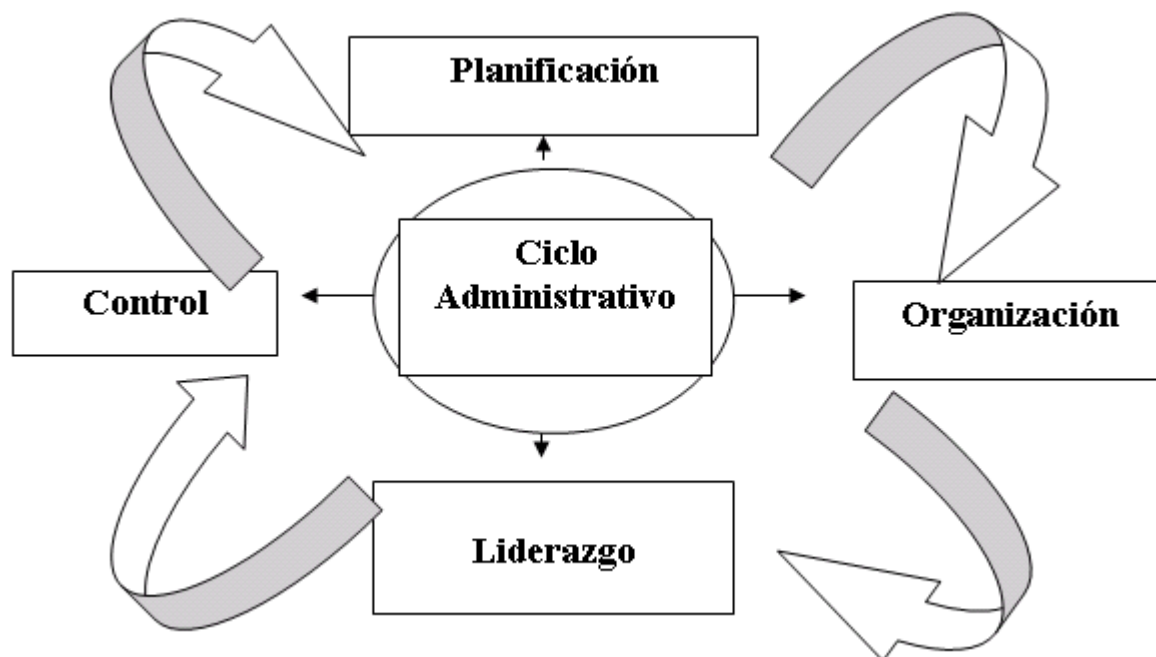 Planificación
Ciclo
Administrativo
Control
Organización
Liderazgo